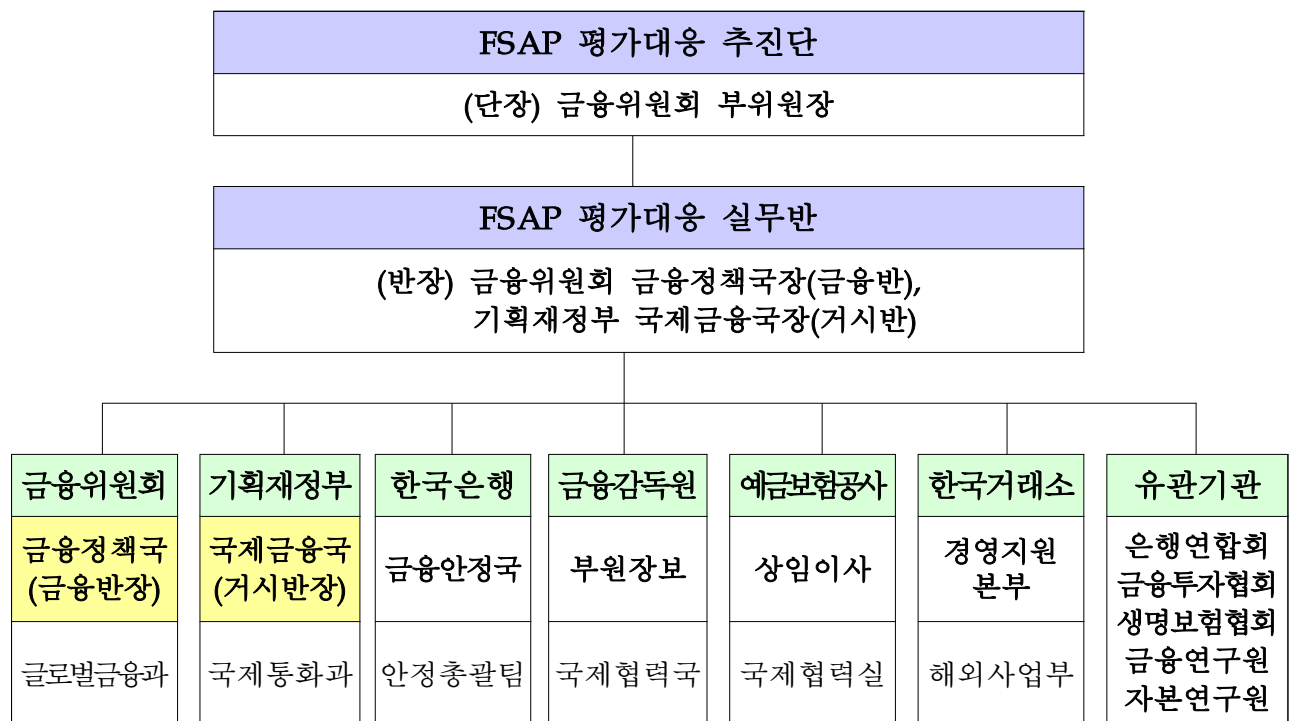 FSAP 평가대응 추진단
(단장) 금융위원회 부위원장
FSAP 평가대응 실무반
(반장) 금융위원회 금융정책국장(금융반),
기획재정부 국제금융국장(거시반)
금융위원회
금융정책국
(금융반장)
글로벌금융과
기획재정부
국제금융국
(거시반장)
국제통화과
한국은행
금융안정국
안정총괄팀
금융감독원
부원장보
국제협력국
예금보험공사
상임이사
국제협력실
한국거래소
경영지원
본부
해외사업부
유관기관
은행연합회
금융투자협회
생명보험협회
금융연구원
자본연구원